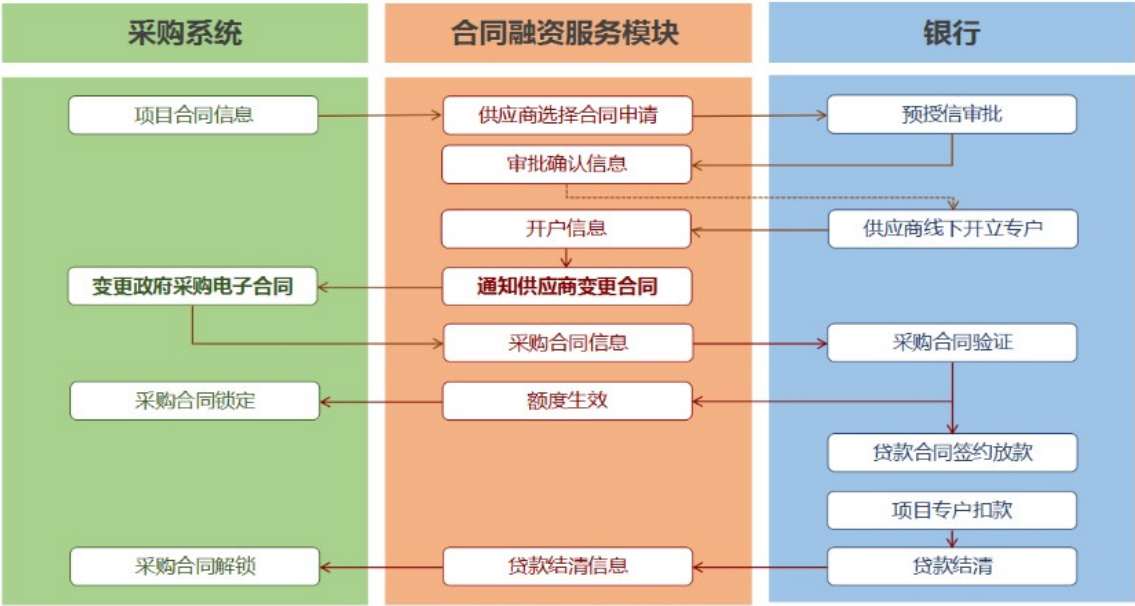 采购系统
合同融资服务模块
银行
项目合同信息
供应商选择合同申请
预授信审批
审批确认信息
开户信息
供应商线下开立专户
变更政府采购电子合同
通知供应商变更合同
采购合同信息
采购合同验证
采购合同锁定
额度生效
贷款合同签约放款
项目专户扣款
采购合同解锁
贷款结清信息
贷款结清